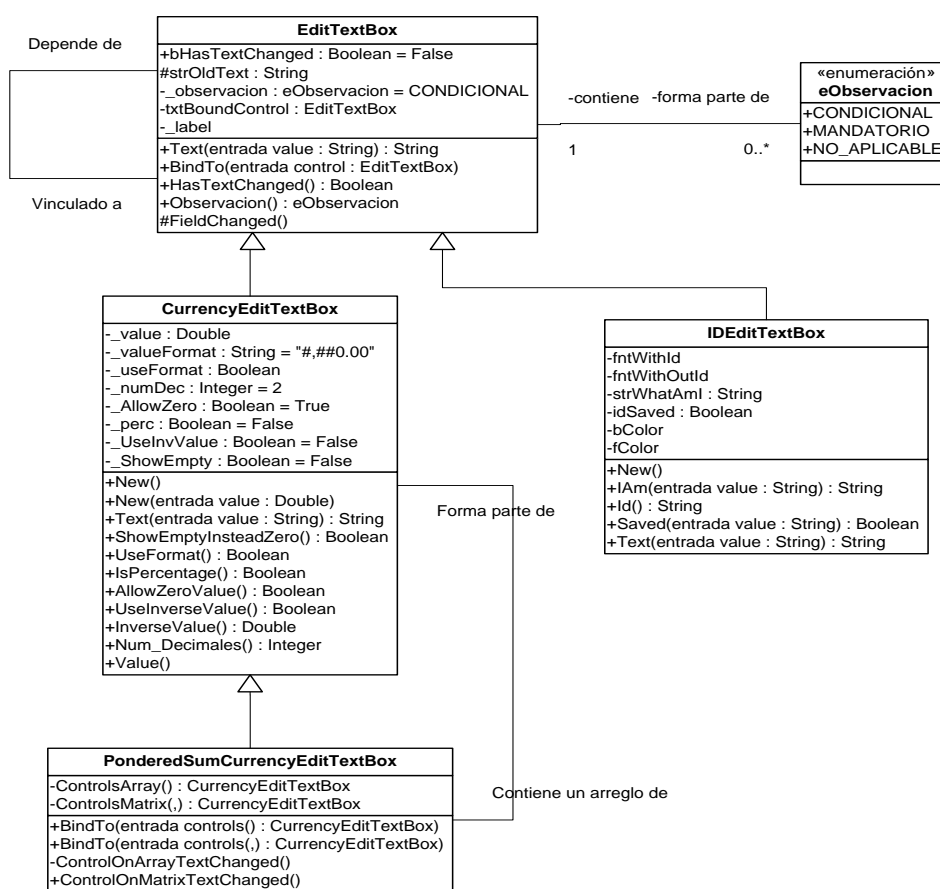 EditTextBox
+bHasTextChanged : Boolean = False
#strOldText : String
-_observacion : eObservacion = CONDICIONAL
-txtBoundControl : EditTextBox
-_label
+Text(entrada value : String) : String
+BindTo(entrada control : EditTextBox)
+HasTextChanged() : Boolean
+Observacion() : eObservacion
#FieldChanged()
Depende de
Vinculado a
-contiene
-forma parte de
1
0..*
«enumeración»
eObservacion
+CONDICIONAL
+MANDATORIO
+NO_APLICABLE
CurrencyEditTextBox
-_value : Double
-_valueFormat : String = "#,##0.00"
-_useFormat : Boolean
-_numDec : Integer = 2
-_AllowZero : Boolean = True
-_perc : Boolean = False
-_UseInvValue : Boolean = False
-_ShowEmpty : Boolean = False
+New()
+New(entrada value : Double)
+Text(entrada value : String) : String
+ShowEmptyInsteadZero() : Boolean
+UseFormat() : Boolean
+IsPercentage() : Boolean
+AllowZeroValue() : Boolean
+UseInverseValue() : Boolean
+InverseValue() : Double
+Num_Decimales() : Integer
+Value()
IDEditTextBox
-fntWithId
-fntWithOutId
-strWhatAmI : String
-idSaved : Boolean
-bColor
-fColor
+New()
+IAm(entrada value : String) : String
+Id() : String
+Saved(entrada value : String) : Boolean
+Text(entrada value : String) : String
Forma parte de
Contiene un arreglo de
PonderedSumCurrencyEditTextBox
-ControlsArray() : CurrencyEditTextBox
-ControlsMatrix(,) : CurrencyEditTextBox
+BindTo(entrada controls() : CurrencyEditTextBox)
+BindTo(entrada controls(,) : CurrencyEditTextBox)
-ControlOnArrayTextChanged()
+ControlOnMatrixTextChanged()